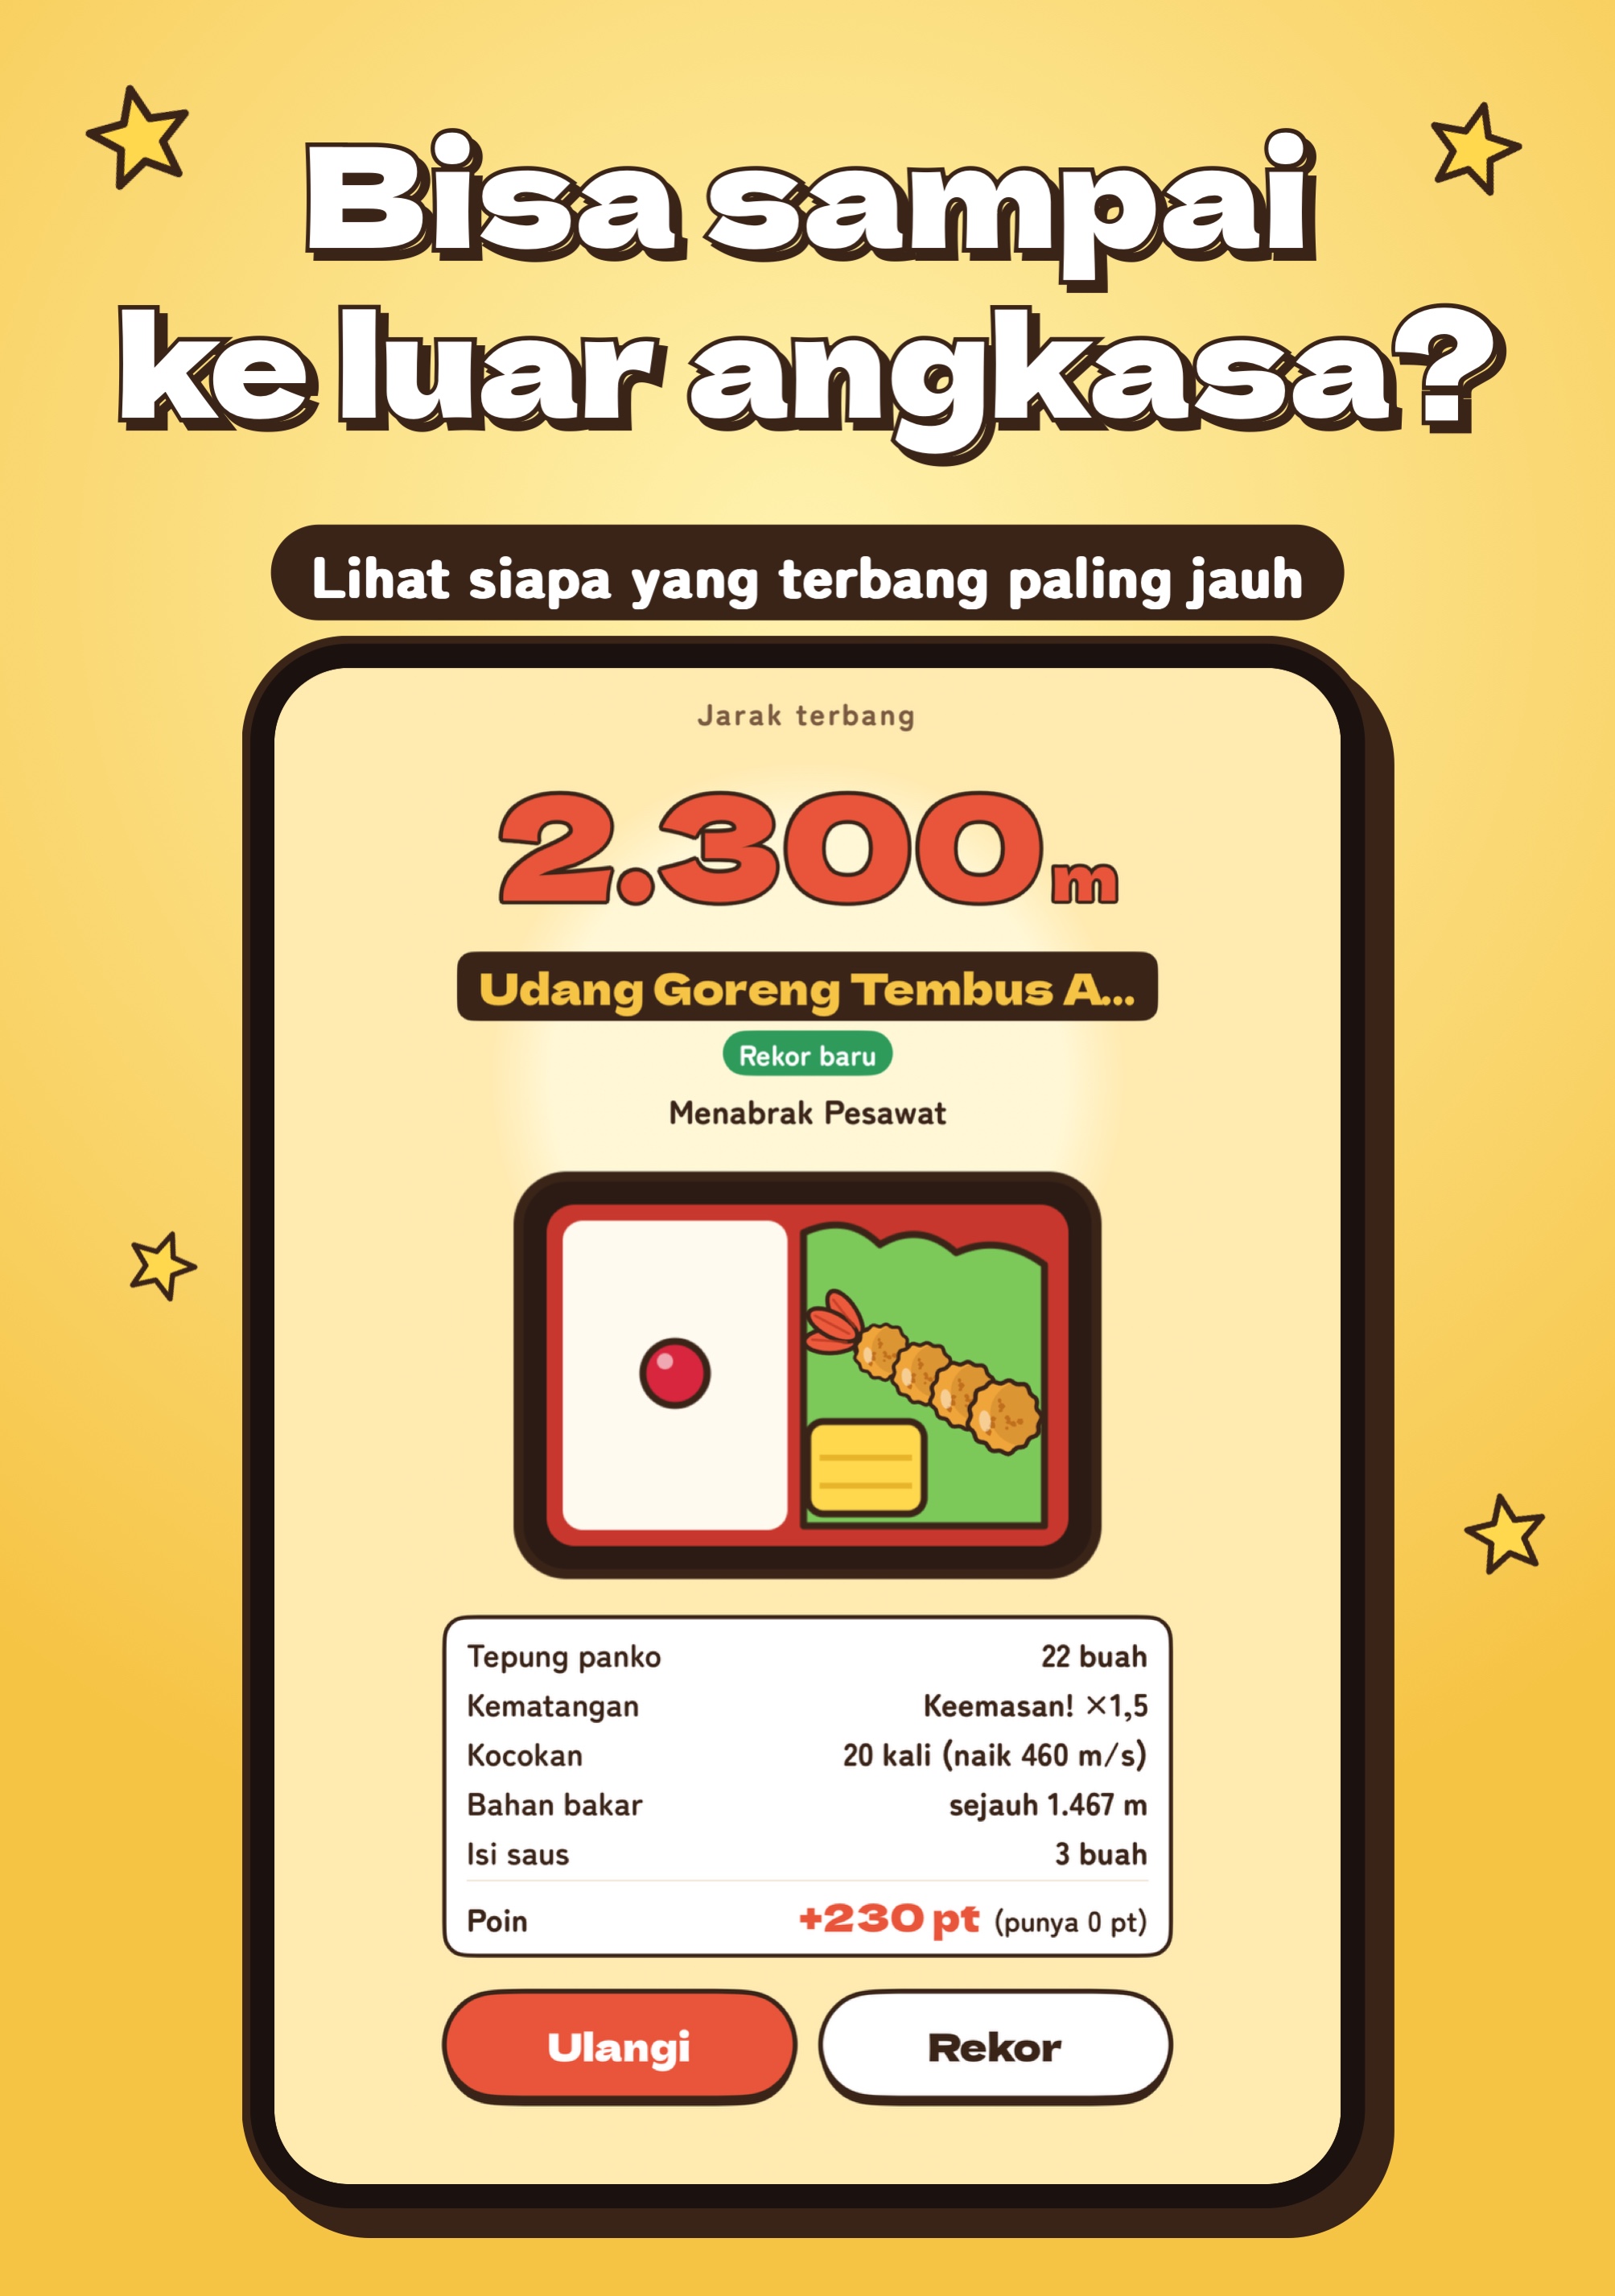 Bisa sampai
ke luar angkasa?
Lihat siapa yang terbang paling jauh
Jarak terbang
2.300 m
Udang Goreng Tembus A...
Rekor baru
Menabrak Pesawat
Tepung panko 22 buah
Kematangan Keemasan! ×1,5
Kocokan 20 kali (naik 460 m/s)
Bahan bakar sejauh 1.467 m
Isi saus 3 buah
Poin +230 pt (punya 0 pt)
Ulangi Rekor